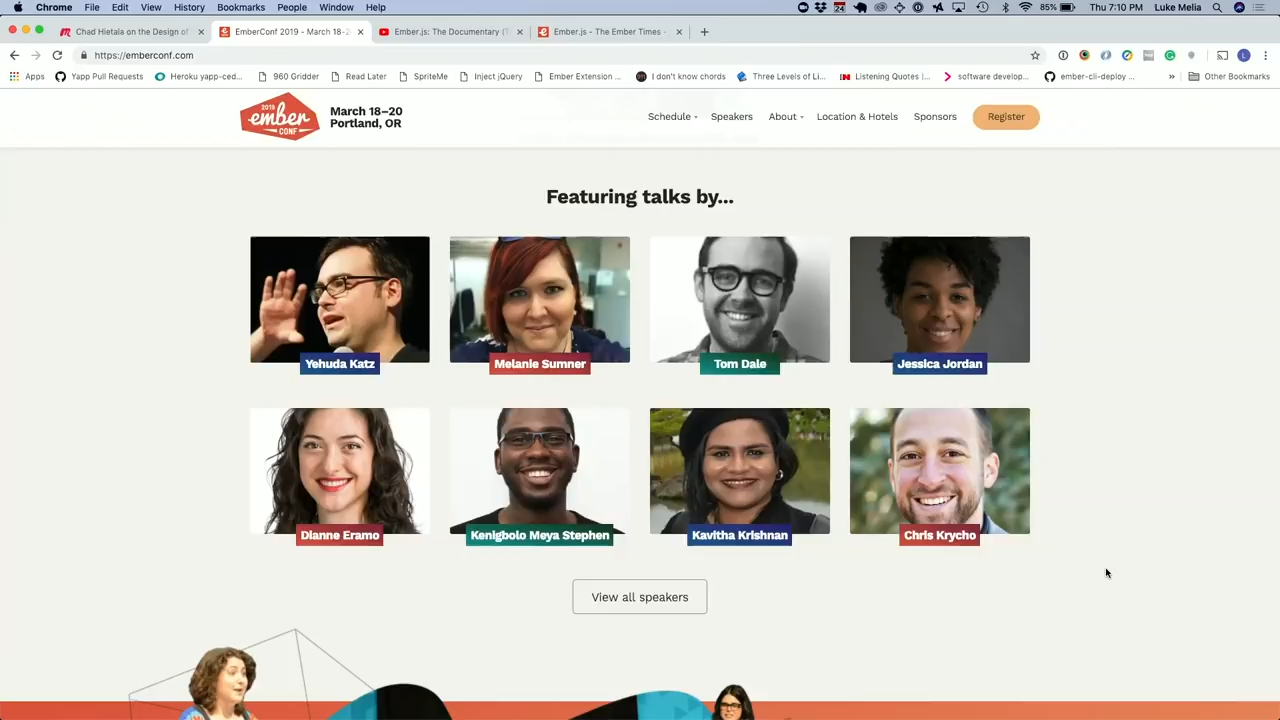 Chrome File Edit View History Bookmarks People Window Help
85% Thu 7:10 PM Luke Melia
Chad Hietala on the Design of
EmberConf 2019 - March 18-2
Ember.js: The Documentary (
Ember.js - The Ember Times -
https://emberconf.com
Apps Yapp Pull Requests Heroku yapp-ced... 960 Gridder Read Later SpriteMe Inject jQuery Ember Extension ... I don't know chords Three Levels of Li... Listening Quotes |... software develop... ember-cli-deploy ... » Other Bookmarks
2019
ember
CONF
March 18–20
Portland, OR
Schedule Speakers About Location & Hotels Sponsors Register
Featuring talks by...
Yehuda Katz Melanie Sumner Tom Dale Jessica Jordan
Dianne Eramo Kenigbolo Meya Stephen Kavitha Krishnan Chris Krycho
View all speakers